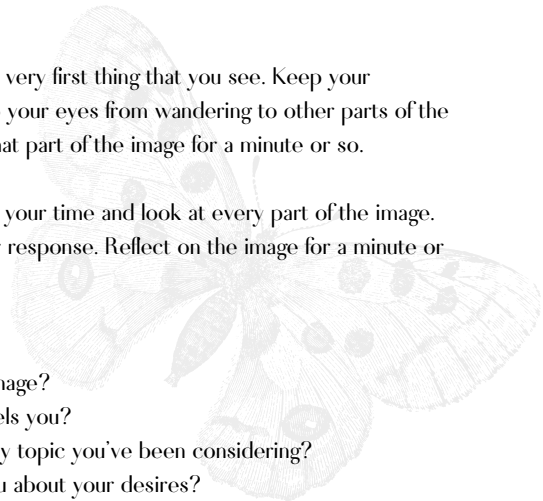 very first thing that you see. Keep your
your eyes from wandering to other parts of the
at part of the image for a minute or so.
your time and look at every part of the image.
response. Reflect on the image for a minute or
nage?
els you?
y topic you've been considering?
u about your desires?